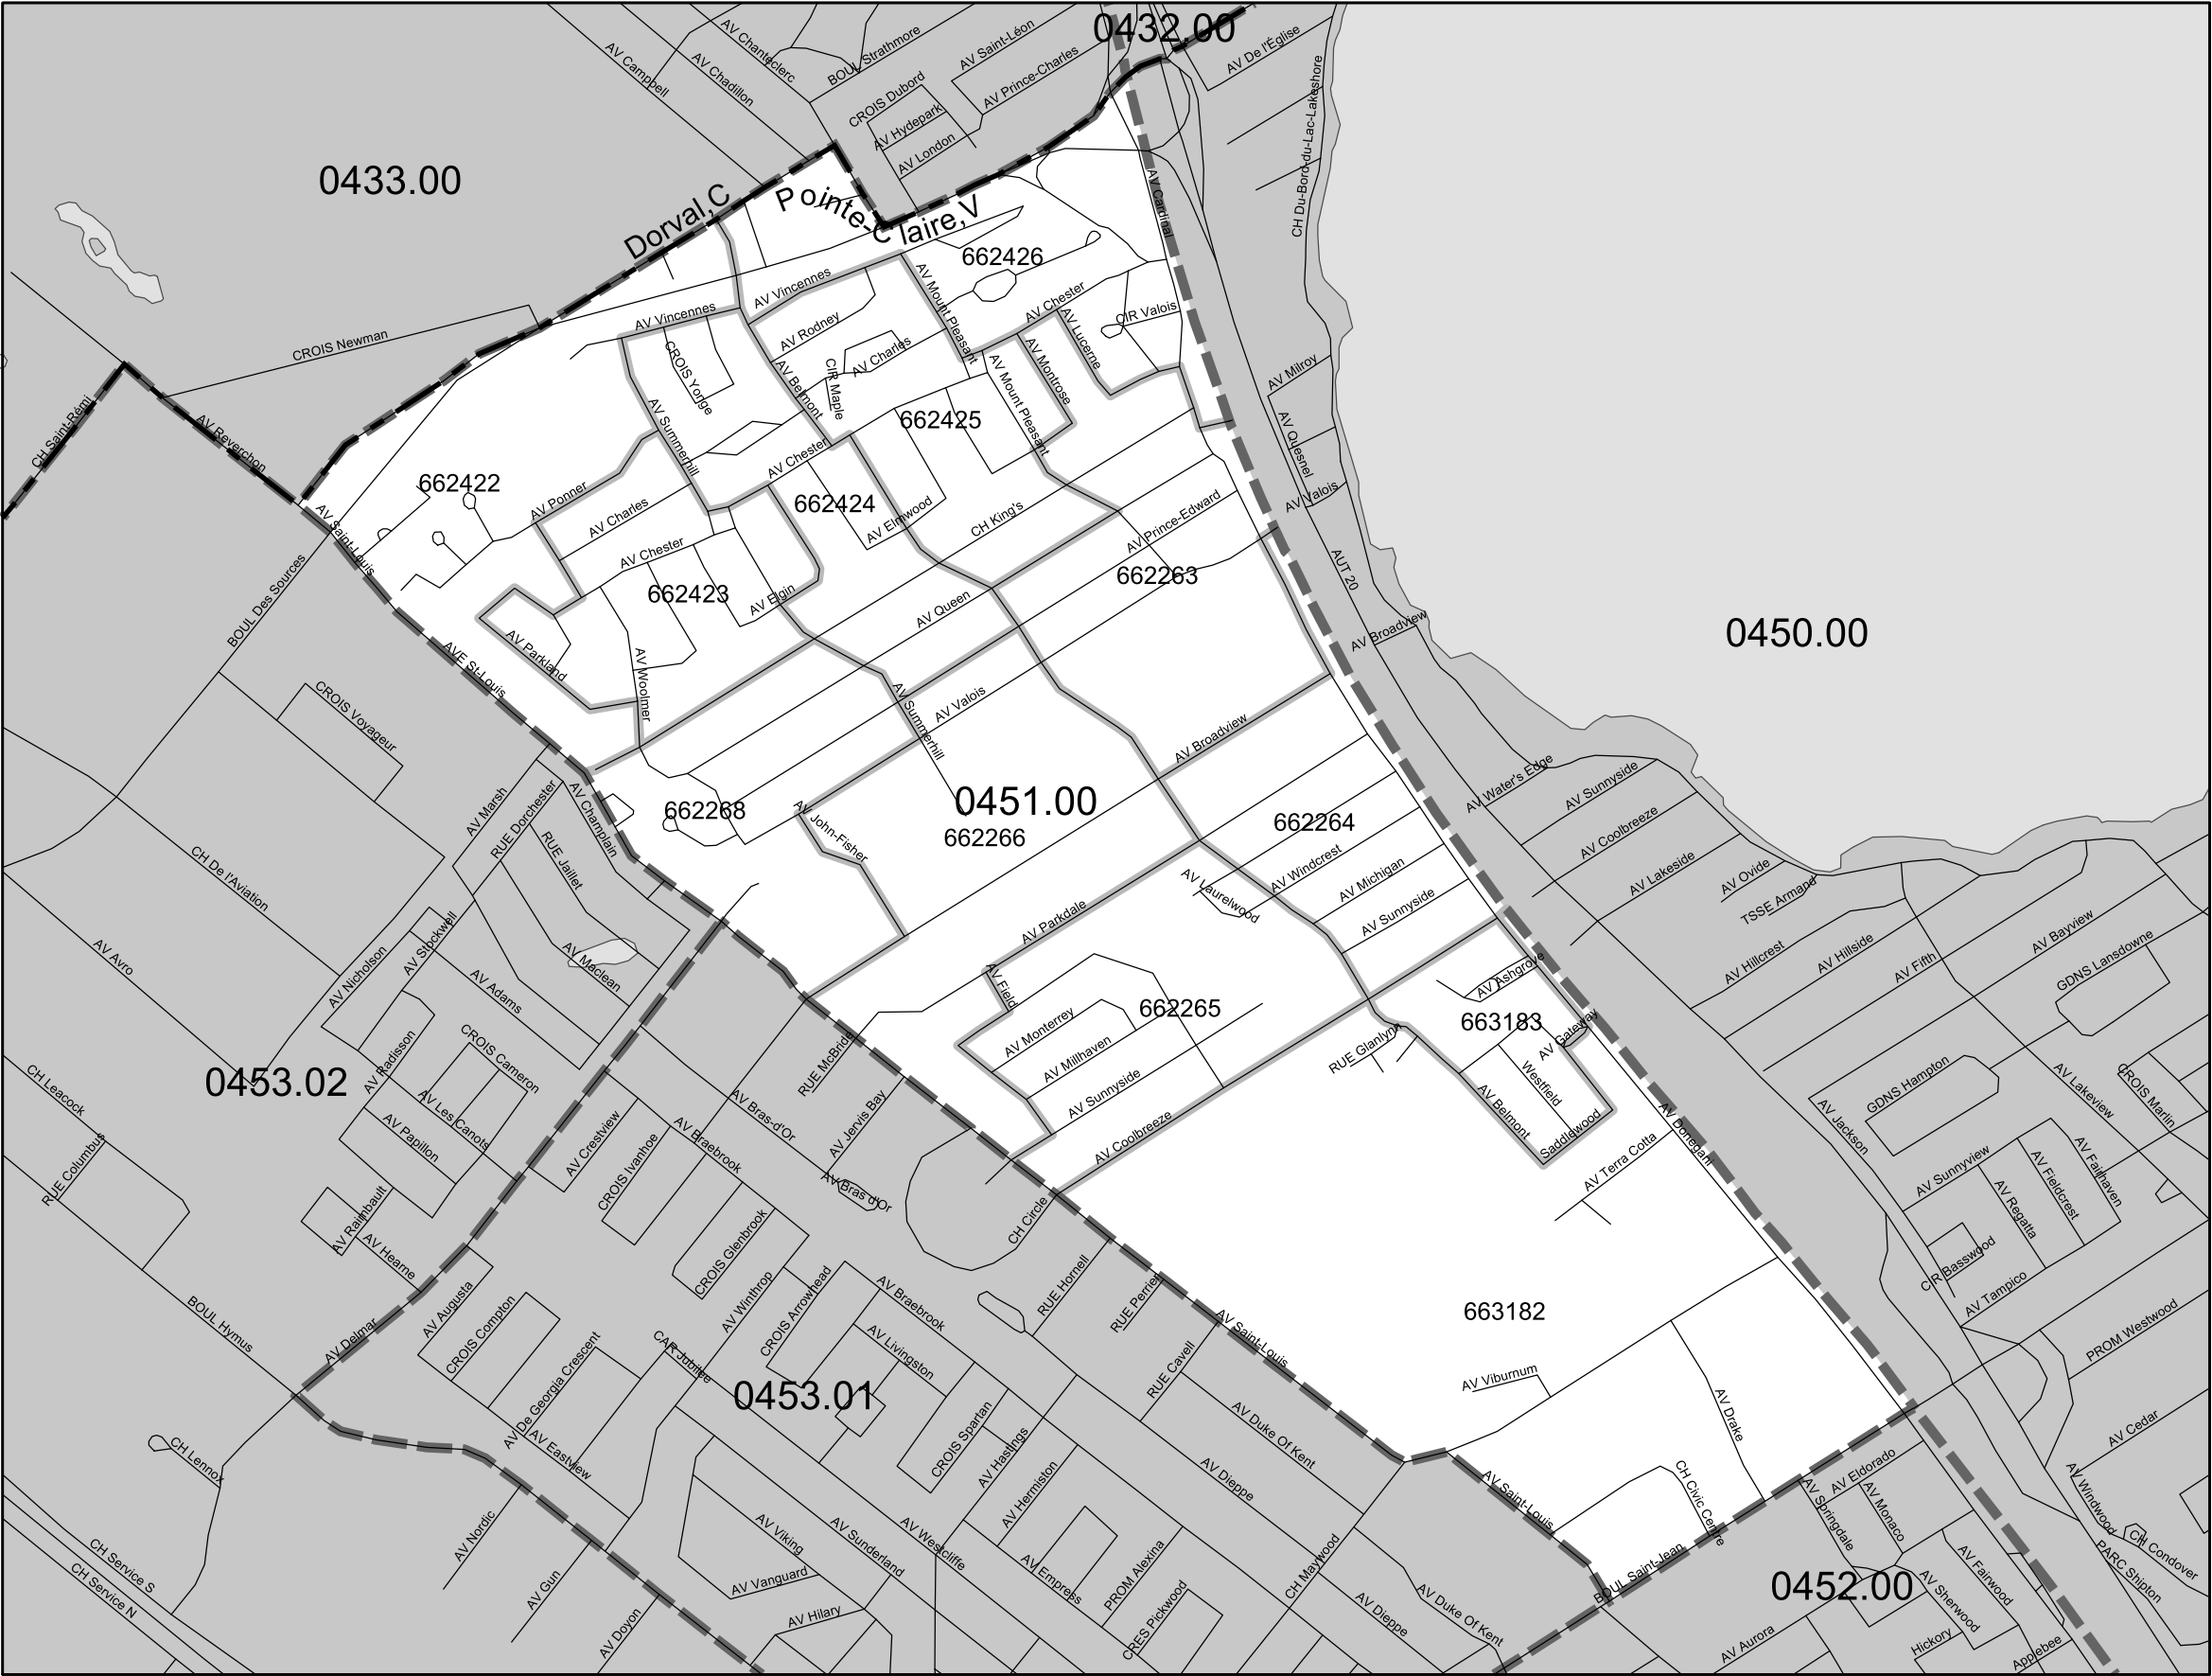 0432.00
AV Chanteclerc
AV Campbell
AV Chadillon
BOUL Strathmore
AV Saint-Léon
AV Prince-Charles
AV De l'Église
CROIS Dubord
AV Hydepark
AV London
CH Du-Bord-du-Lac-Lakeshore
0433.00
Dorval,C
Pointe-Claire,V
AV Cardinal
662426
AV Vincennes
AV Vincennes
AV Mount Pleasant
AV Chester
CIR Valois
AV Lucerne
AV Rodney
AV Charles
CIR Maple
CROIS Yonge
AV Belmont
AV Montrose
AV Mount Pleasant
CROIS Newman
AV Milroy
AV Quesnel
AV Valois
CH Saint-Rémi
AV Reverchon
AV Summerhill
662425
AV Chester
662422
662424
AV Ponner
AV Charles
AV Elmwood
CH King's
AV Prince-Edward
AV Saint-Louis
AV Chester
AUT 20
BOUL Des Sources
662423
AV Elgin
662263
AV Queen
AV Broadview
0450.00
AV Parkland
AVE St-Louis
AV Woolmer
AV Summerhill
AV Valois
CROIS Voyageur
AV Broadview
AV Water's Edge
AV Sunnyside
AV Marsh
RUE Dorchester
AV Champlain
662268
AV John-Fisher
0451.00
662266
662264
AV Coolbreeze
AV Lakeside
AV Ovide
TSSE Armand
RUE Jaillet
CH De l'Aviation
AV Windcrest
AV Laurelwood
AV Michigan
AV Sunnyside
AV Parkdale
AV Avro
AV Nicholson
AV Stockwell
AV Maclean
AV Adams
AV Field
AV Ashgrove
AV Hillcrest
AV Hillside
AV Fifth
AV Bayview
GDNS Lansdowne
662265
AV Monterrey
AV Millhaven
AV Sunnyside
663183
RUE Glanlynn
AV Gateway
Westfield
AV Belmont
Saddlewood
0453.02
CH Leacock
AV Radisson
CROIS Cameron
AV Les Canots
AV Papillon
RUE McBride
AV Jervis Bay
AV Bras-d'Or
AV Crestview
CROIS Ivanhoe
AV Braebrook
AV Coolbreeze
AV Bras d'Or
CH Circle
AV Terra Cotta
AV Donegani
AV Jackson
GDNS Hampton
AV Lakeview
CROIS Marlin
AV Sunnyview
AV Regatta
AV Fieldcrest
AV Fairhaven
RUE Columbus
AV Raimbault
AV Hearne
CROIS Glenbrook
RUE Hornell
RUE Perrier
CIR Basswood
AV Tampico
AV Augusta
CROIS Compton
AV Winthrop
CROIS Arrowhead
AV Braebrook
AV Livingston
AV Saint-Louis
663182
PROM Westwood
BOUL Hymus
AV Delmar
AV De Georgia Crescent
CAR Jubilee
0453.01
RUE Cavell
AV Viburnum
AV Drake
AV Duke Of Kent
AV Cedar
CH Lennox
AV Eastview
CROIS Spartan
AV Hastings
AV Hermiston
AV Dieppe
AV Saint-Louis
CH Civic Centre
AV Eldorado
AV Springdale
AV Monaco
AV Windwood
CH Condover
PARC Shipton
CH Service S
CH Service N
AV Nordic
AV Gun
AV Doyon
AV Viking
AV Vanguard
AV Hilary
AV Sunderland
AV Westcliffe
AV Empress
PROM Alexina
CRES Pickwood
CH Maywood
AV Dieppe
AV Duke Of Kent
BOUL Saint-Jean
0452.00
AV Fairwood
AV Sherwood
AV Aurora
Hickory
Applebee